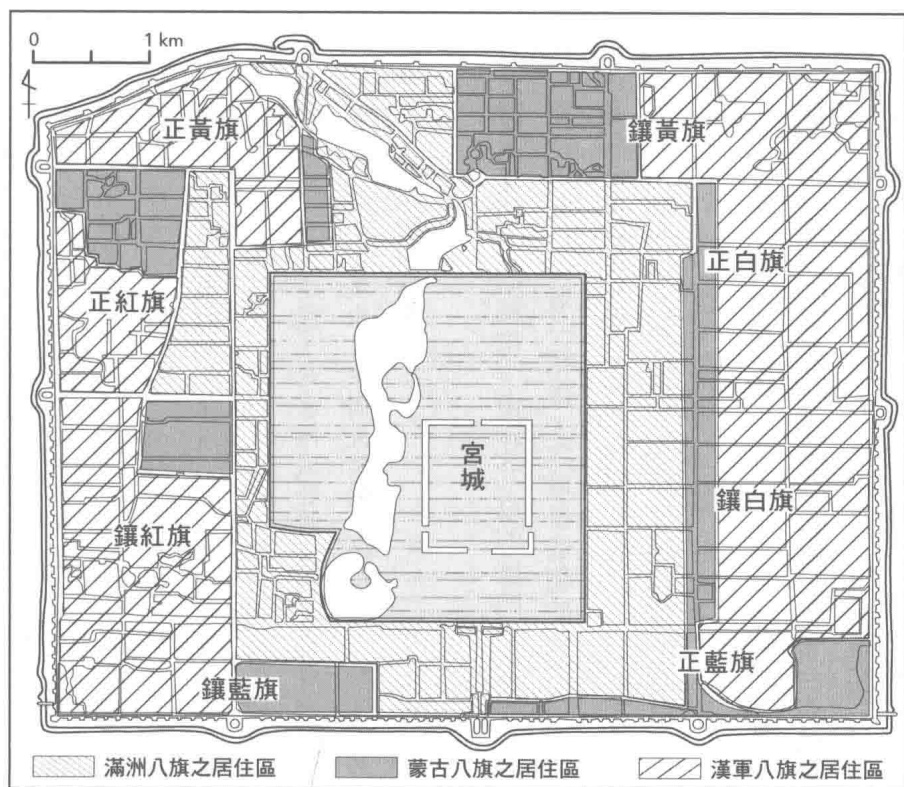 0 1 km
正黃旗
鑲黃旗
正白旗
正紅旗
宮城
鑲白旗
鑲紅旗
正藍旗
鑲藍旗
滿洲八旗之居住區 蒙古八旗之居住區 漢軍八旗之居住區